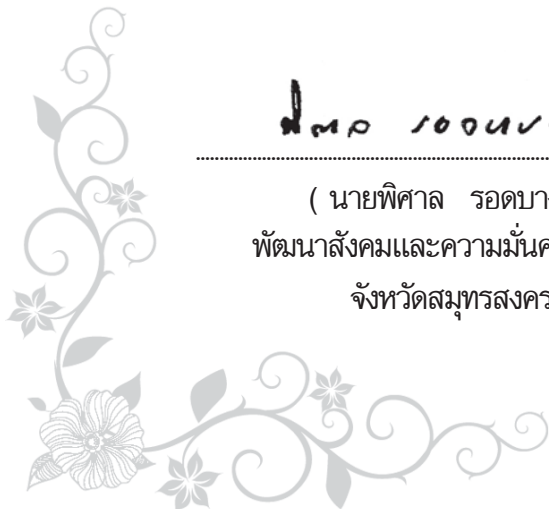 ( นายพิศาล รอดบา
พัฒนาสังคมและความมั่นค
จังหวัดสมุทรสงคร